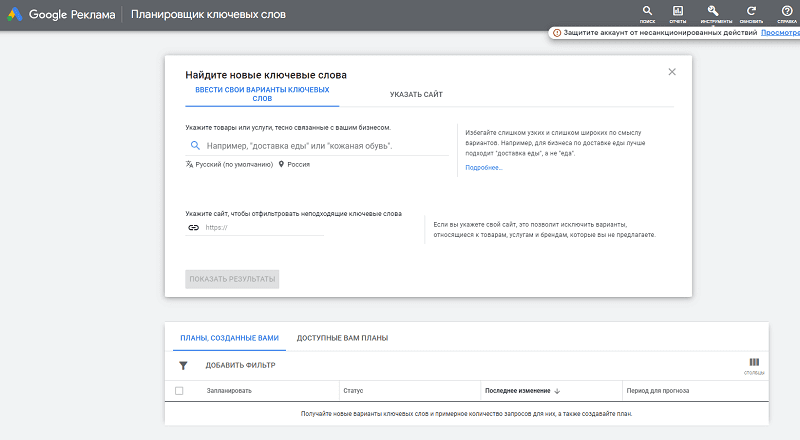 Google Реклама Планировщик ключевых слов
ПОИСК ОТЧЕТЫ ИНСТРУМЕНТЫ ОБНОВИТЬ СПРАВКА
Защитите аккаунт от несанкционированных действий Просмотре
Найдите новые ключевые слова
ВВЕСТИ СВОИ ВАРИАНТЫ КЛЮЧЕВЫХ
СЛОВ
УКАЗАТЬ САЙТ
Укажите товары или услуги, тесно связанные с вашим бизнесом.
Например, "доставка еды" или "кожаная обувь".
Русский (по умолчанию) Россия
Избегайте слишком узких и слишком широких по смыслу
вариантов. Например, для бизнеса по доставке еды лучше
подходит "доставка еды", а не "еда".
Подробнее…
Укажите сайт, чтобы отфильтровать неподходящие ключевые слова
https://
Если вы укажете свой сайт, это позволит исключить варианты,
относящиеся к товарам, услугам и брендам, которые вы не предлагаете.
ПОКАЗАТЬ РЕЗУЛЬТАТЫ
ПЛАНЫ, СОЗДАННЫЕ ВАМИ ДОСТУПНЫЕ ВАМ ПЛАНЫ
ДОБАВИТЬ ФИЛЬТР
СТОЛБЦЫ
Запланировать Статус Последнее изменение Период для прогноза
Получайте новые варианты ключевых слов и примерное количество запросов для них, а также создавайте план.